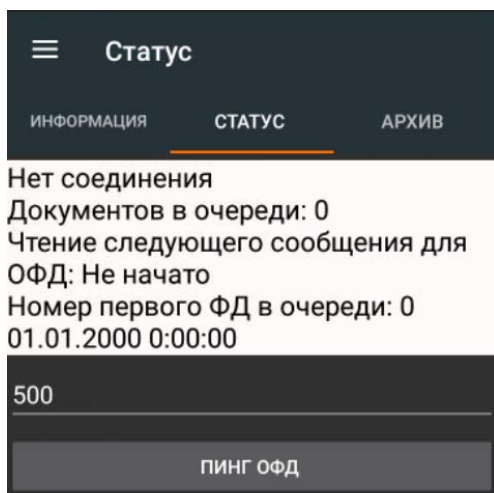 Статус
ИНФОРМАЦИЯ СТАТУС АРХИВ
Нет соединения
Документов в очереди: 0
Чтение следующего сообщения для
ОФД: Не начато
Номер первого ФД в очереди: 0
01.01.2000 0:00:00
500
ПИНГ ОФД